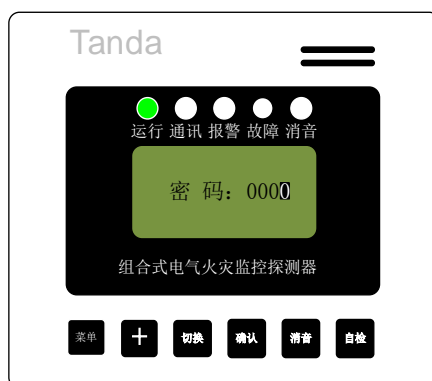 Tanda
运行 通讯 报警 故障 消音
密 码：0000
组合式电气火灾监控探测器
菜单 ＋ 切换 确认 消音 自检